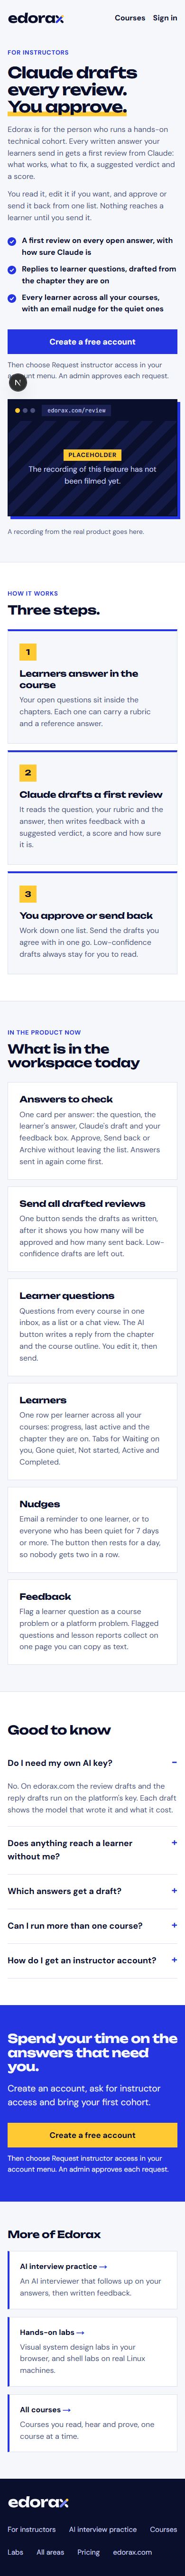 edorax
Courses Sign in
FOR INSTRUCTORS
Claude drafts
every review.
You approve.
Edorax is for the person who runs a hands-on
technical cohort. Every written answer your
learners send in gets a first review from Claude:
what works, what to fix, a suggested verdict and
a score.
You read it, edit it if you want, and approve or
send it back from one list. Nothing reaches a
learner until you send it.
A first review on every open answer, with
how sure Claude is
Replies to learner questions, drafted from
the chapter they are on
Every learner across all your courses,
with an email nudge for the quiet ones
Create a free account
Then choose Request instructor access in your
account menu. An admin approves each request.
N
edorax.com/review
PLACEHOLDER
The recording of this feature has not
been filmed yet.
A recording from the real product goes here.
HOW IT WORKS
Three steps.
1
Learners answer in the
course
Your open questions sit inside the
chapters. Each one can carry a rubric
and a reference answer.
2
Claude drafts a first review
It reads the question, your rubric and the
answer, then writes feedback with a
suggested verdict, a score and how sure
it is.
3
You approve or send back
Work down one list. Send the drafts you
agree with in one go. Low-confidence
drafts always stay for you to read.
IN THE PRODUCT NOW
What is in the
workspace today
Answers to check
One card per answer: the question, the
learner's answer, Claude's draft and your
feedback box. Approve, Send back or
Archive without leaving the list. Answers
sent in again come first.
Send all drafted reviews
One button sends the drafts as written,
after it shows you how many will be
approved and how many sent back. Low-
confidence drafts are left out.
Learner questions
Questions from every course in one
inbox, as a list or a chat view. The AI
button writes a reply from the chapter
and the course outline. You edit it, then
send.
Learners
One row per learner across all your
courses: progress, last active and the
chapter they are on. Tabs for Waiting on
you, Gone quiet, Not started, Active and
Completed.
Nudges
Email a reminder to one learner, or to
everyone who has been quiet for 7 days
or more. The button then rests for a day,
so nobody gets two in a row.
Feedback
Flag a learner question as a course
problem or a platform problem. Flagged
questions and lesson reports collect on
one page you can copy as text.
Good to know
Do I need my own AI key? −
No. On edorax.com the review drafts and the
reply drafts run on the platform's key. Each draft
shows the model that wrote it and what it cost.
Does anything reach a learner +
without me?
Which answers get a draft? +
Can I run more than one course? +
How do I get an instructor account? +
Spend your time on the
answers that need
you.
Create an account, ask for instructor
access and bring your first cohort.
Create a free account
Then choose Request instructor access in your
account menu. An admin approves each request.
More of Edorax
AI interview practice →
An AI interviewer that follows up on your
answers, then written feedback.
Hands-on labs →
Visual system design labs in your
browser, and shell labs on real Linux
machines.
All courses →
Courses you read, hear and prove, one
course at a time.
edorax
For instructors AI interview practice Courses
Labs All areas Pricing edorax.com